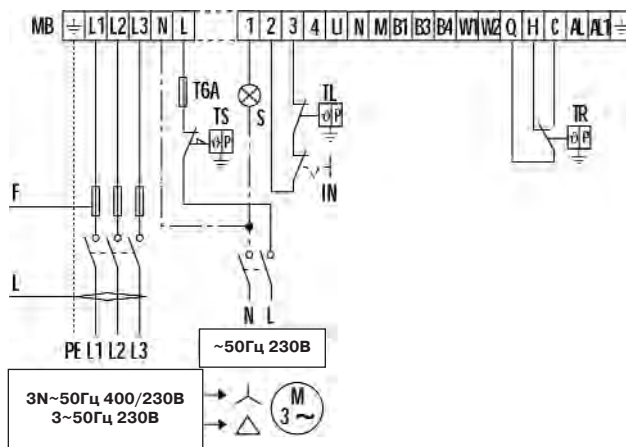 MB ⏚ L1 L2 L3 N L 1 2 3 4 U N M B1 B3 B4 W1 W2 Q H C AL AL1 ⏚
T6A
TS
ϑ P
S
TL
ϑ P
IN
TR
ϑ P
F
L
N L
PE L1 L2 L3
~50Гц 230В
3N~50Гц 400/230В
3~50Гц 230В
M
3 ~